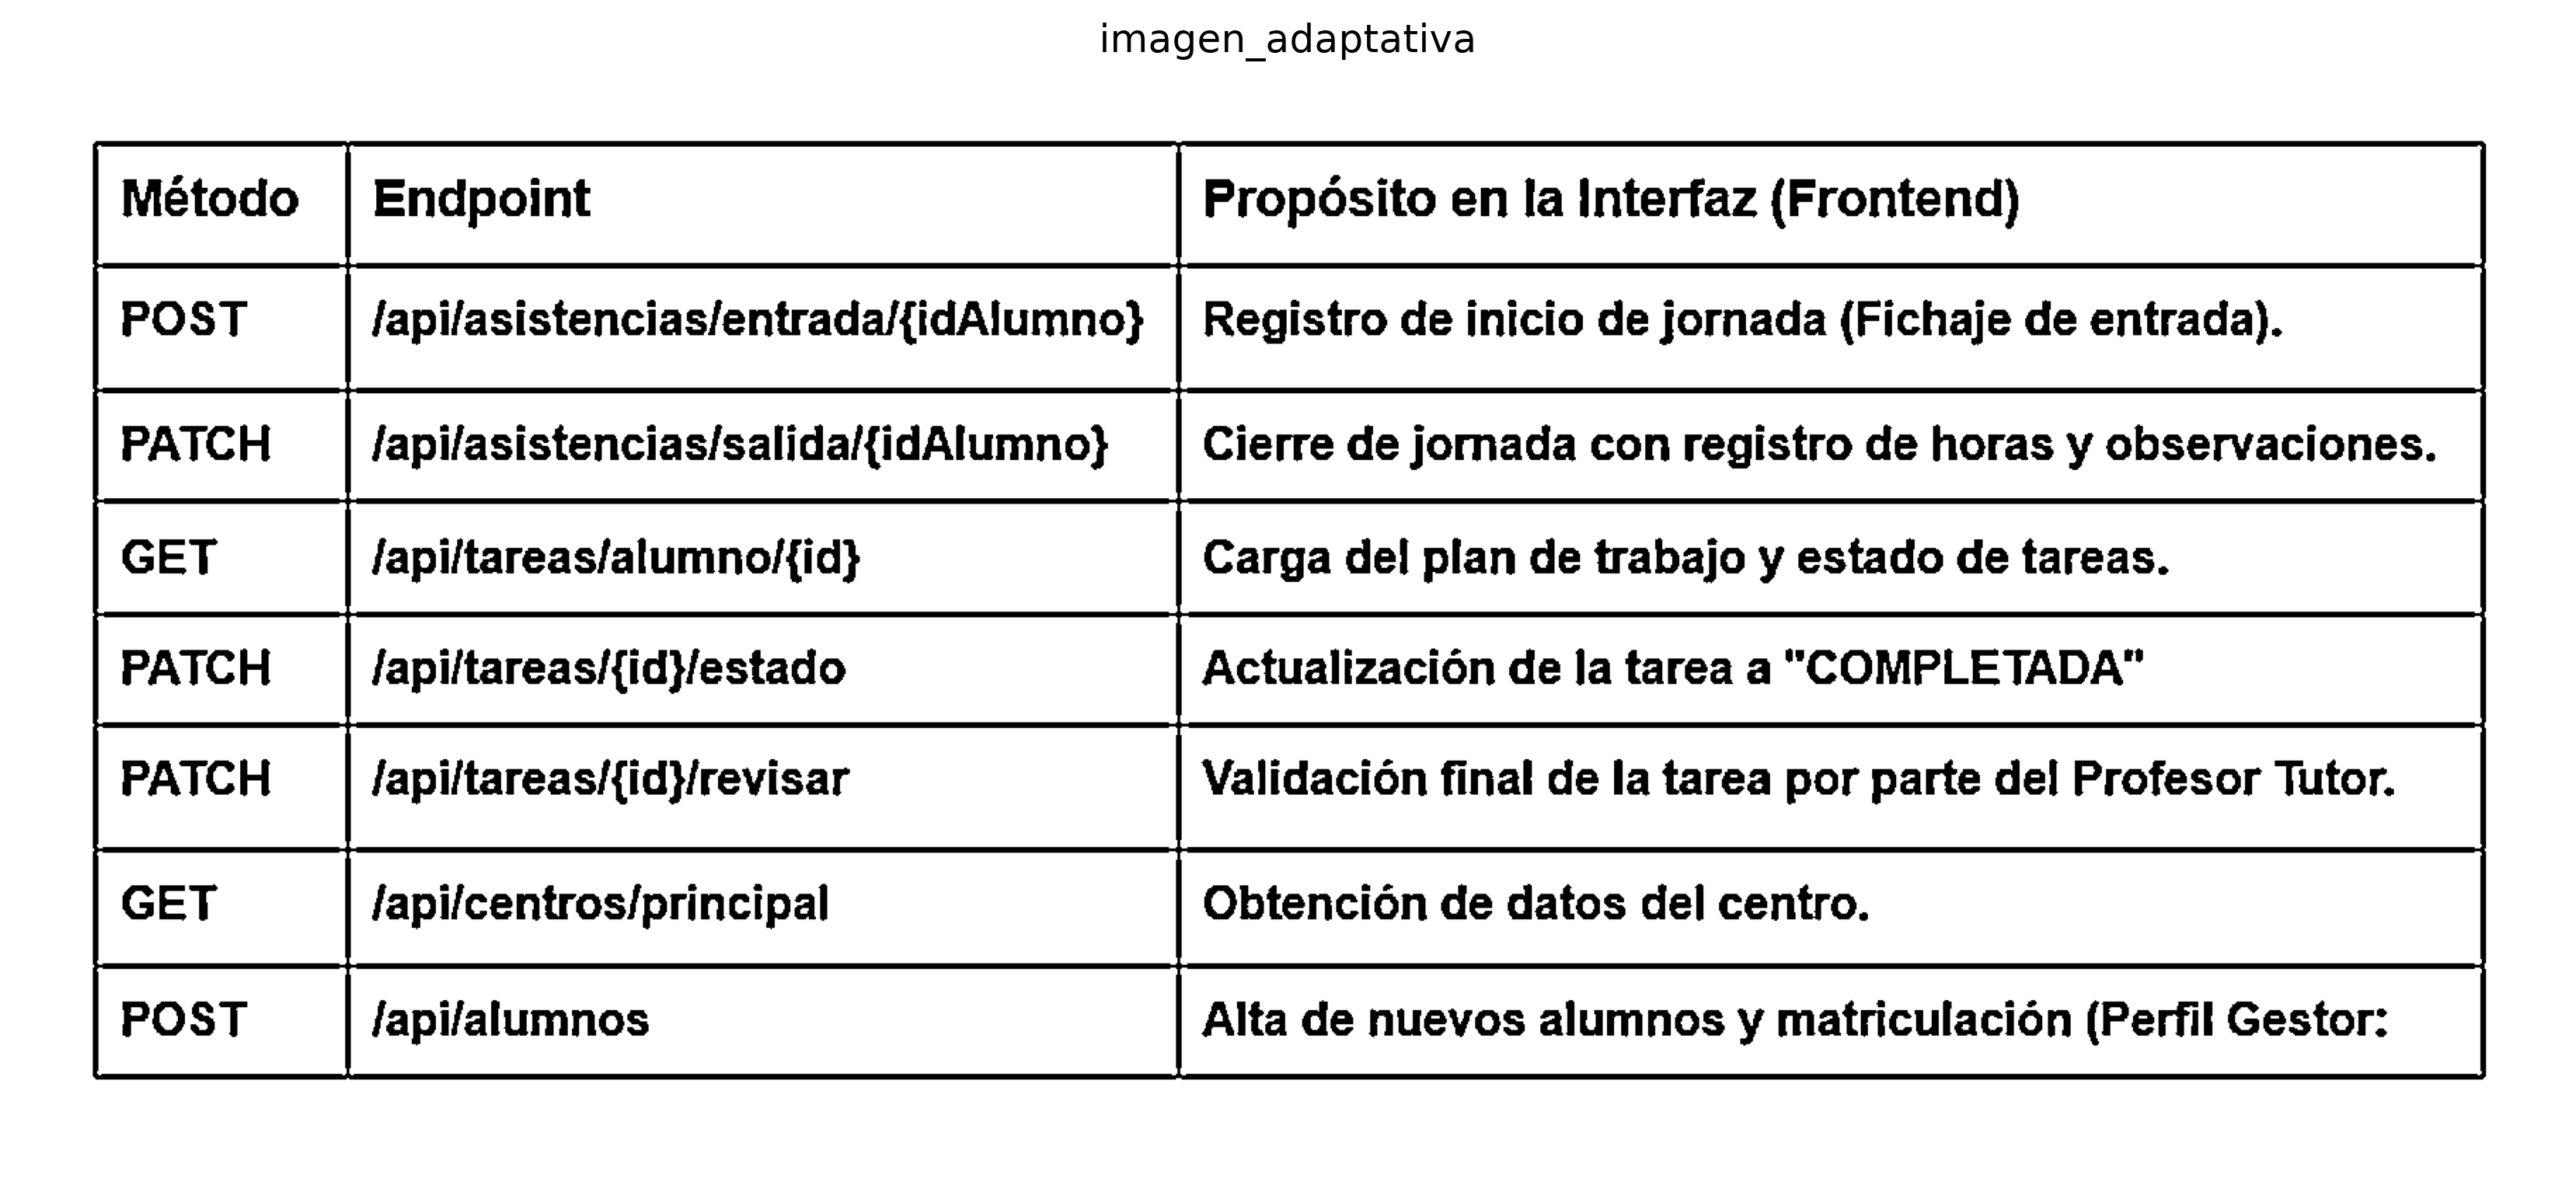 imagen_adaptativa
Método Endpoint Propósito en la Interfaz (Frontend)
POST /api/asistencias/entrada/{idAlumno} Registro de inicio de jornada (Fichaje de entrada).
PATCH /api/asistencias/salida/{idAlumno} Cierre de jornada con registro de horas y observaciones.
GET /api/tareas/alumno/{id} Carga del plan de trabajo y estado de tareas.
PATCH /api/tareas/{id}/estado Actualización de la tarea a "COMPLETADA"
PATCH /api/tareas/{id}/revisar Validación final de la tarea por parte del Profesor Tutor.
GET /api/centros/principal Obtención de datos del centro.
POST /api/alumnos Alta de nuevos alumnos y matriculación (Perfil Gestor: